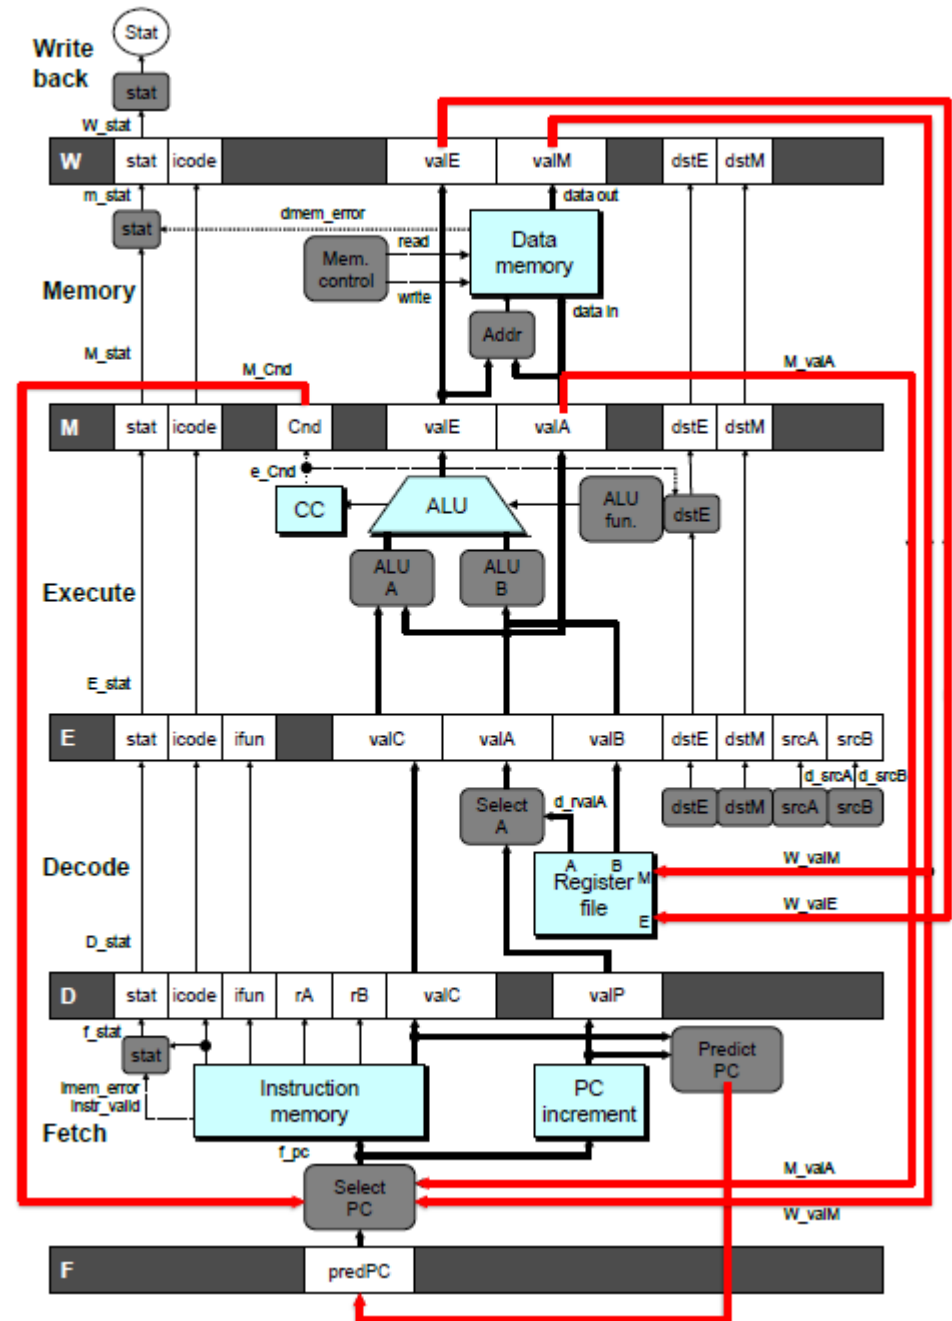 Stat
Write
back
stat
W_stat
W stat icode valE valM dstE dstM
m_stat
data out
dmem_error
stat
read
Data
memory
Mem.
control
write
Memory
data in
Addr
M_stat
M_Cnd
M_valA
M stat icode Cnd valE valA dstE dstM
e_Cnd
CC
ALU
ALU
fun.
dstE
ALU
A
ALU
B
Execute
E_stat
E stat icode ifun valC valA valB dstE dstM srcA srcB
d_srcA d_srcB
Select
A
d_rvalA
dstE dstM srcA srcB
A B
W_valM
Decode
Register
file
M
W_valE
E
D_stat
D stat icode ifun rA rB valC valP
f_stat
stat
Predict
PC
Imem_error
Instr_valid
Instruction
memory
PC
increment
Fetch
f_pc
M_valA
Select
PC
W_valM
F predPC